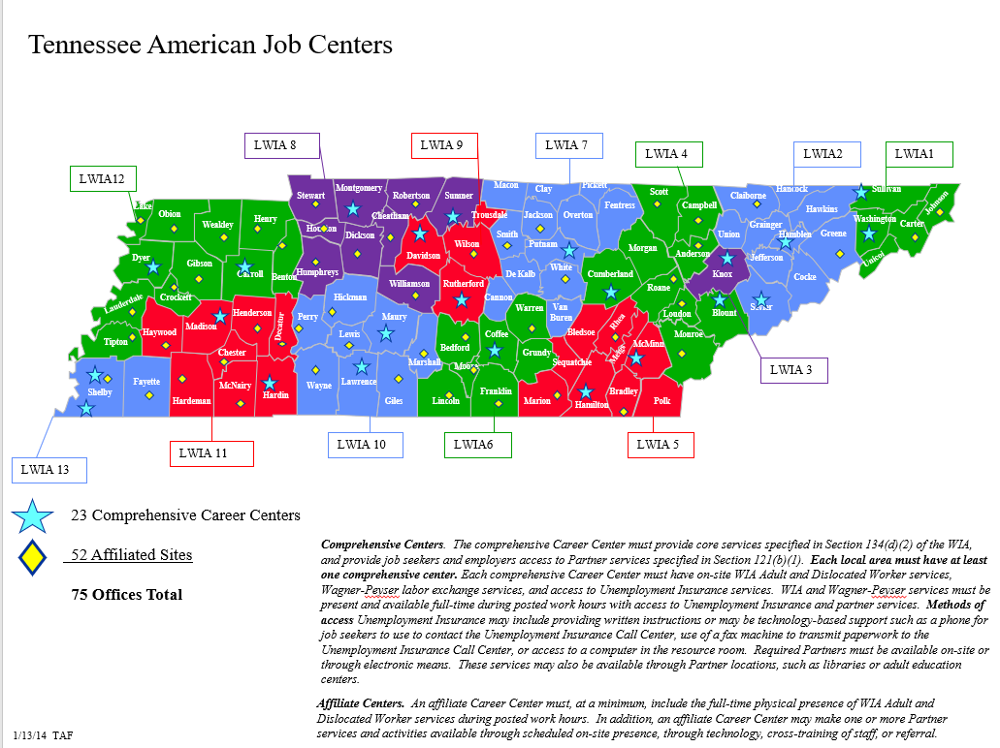 Tennessee American Job Centers
LWIA 8
LWIA 9
LWIA 7
LWIA 4
LWIA2
LWIA1
LWIA12
Lake
Obion
Weakley
Henry
Dyer
Gibson
Carroll
Benton
Crockett
Lauderdale
Tipton
Haywood
Madison
Henderson
Decatur
Chester
Shelby
Fayette
Hardeman
McNairy
Hardin
Stewart
Montgomery
Robertson
Sumner
Houston
Cheatham
Dickson
Humphreys
Davidson
Williamson
Trousdale
Wilson
Rutherford
Hickman
Perry
Lewis
Maury
Marshall
Wayne
Lawrence
Giles
Macon
Clay
Pickett
Jackson
Overton
Fentress
Smith
Putnam
De Kalb
White
Cannon
Van
Buren
Warren
Coffee
Bedford
Moore
Grundy
Lincoln
Franklin
Scott
Campbell
Morgan
Anderson
Cumberland
Roane
Loudon
Blount
Monroe
Bledsoe
Rhea
Meigs
McMinn
Sequatchie
Marion
Hamilton
Bradley
Polk
Claiborne
Hancock
Hawkins
Union
Grainger
Hamblen
Greene
Jefferson
Knox
Cocke
Sevier
Sullivan
Washington
Johnson
Carter
Unicoi
LWIA 3
LWIA 13
LWIA 11
LWIA 10
LWIA6
LWIA 5
23 Comprehensive Career Centers
52 Affiliated Sites
75 Offices Total
Comprehensive Centers. The comprehensive Career Center must provide core services specified in Section 134(d)(2) of the WIA,
and provide job seekers and employers access to Partner services specified in Section 121(b)(1). Each local area must have at least
one comprehensive center. Each comprehensive Career Center must have on-site WIA Adult and Dislocated Worker services,
Wagner-Peyser labor exchange services, and access to Unemployment Insurance services. WIA and Wagner-Peyser services must be
present and available full-time during posted work hours with access to Unemployment Insurance and partner services. Methods of
access Unemployment Insurance may include providing written instructions or may be technology-based support such as a phone for
job seekers to use to contact the Unemployment Insurance Call Center, use of a fax machine to transmit paperwork to the
Unemployment Insurance Call Center, or access to a computer in the resource room. Required Partners must be available on-site or
through electronic means. These services may also be available through Partner locations, such as libraries or adult education
centers.
Affiliate Centers. An affiliate Career Center must, at a minimum, include the full-time physical presence of WIA Adult and
Dislocated Worker services during posted work hours. In addition, an affiliate Career Center may make one or more Partner
services and activities available through scheduled on-site presence, through technology, cross-training of staff, or referral.
1/13/14 TAF